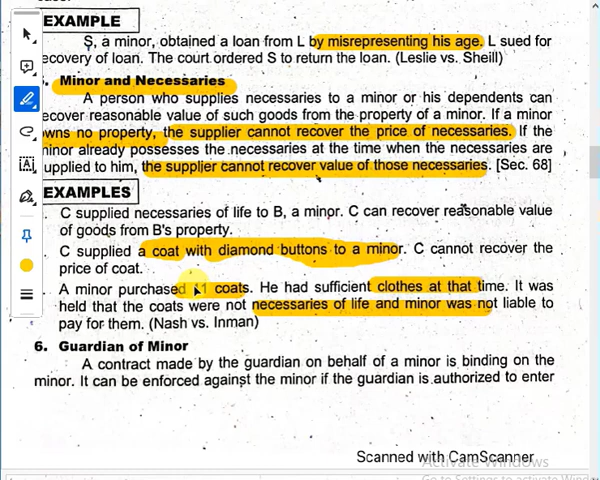 EXAMPLE
S, a minor, obtained a loan from L by misrepresenting his age. L sued for
ecovery of loan. The court ordered S to return the loan. (Leslie vs. Sheill)
Minor and Necessaries
A person who supplies necessaries to a minor or his dependents can
ecover reasonable value of such goods from the property of a minor. If a minor
wns no property, the supplier cannot recover the price of necessaries. If the
minor already possesses the necessaries at the time when the necessaries are
upplied to him, the supplier cannot recover value of those necessaries. [Sec. 68]
EXAMPLES
C supplied necessaries of life to B, a minor. C can recover reasonable value
of goods from B's property.
C supplied a coat with diamond buttons to a minor. C cannot recover the
price of coat.
A minor purchased 11 coats. He had sufficient clothes at that time. It was
held that the coats were not necessaries of life and minor was not liable to
pay for them. (Nash vs. Inman)
6. Guardian of Minor
A contract made by the guardian on behalf of a minor is binding on the
minor. It can be enforced against the minor if the guardian is authorized to enter
Scanned with CamScanner
Activate Windows
Go to Settings to activate Wind